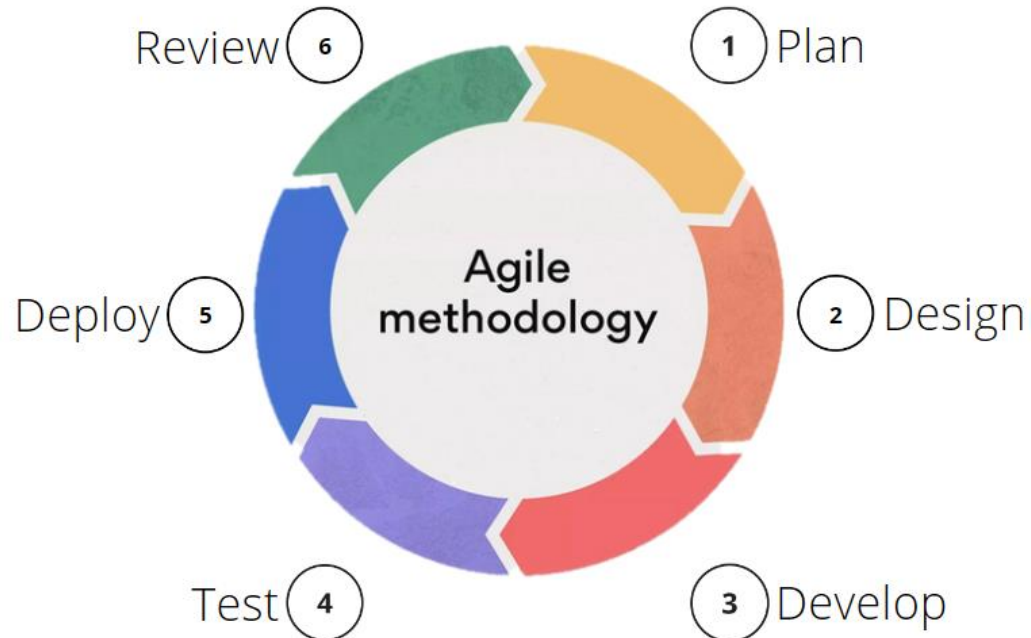 Review 6
1 Plan
Agile
methodology
Deploy 5
2 Design
Test 4
3 Develop